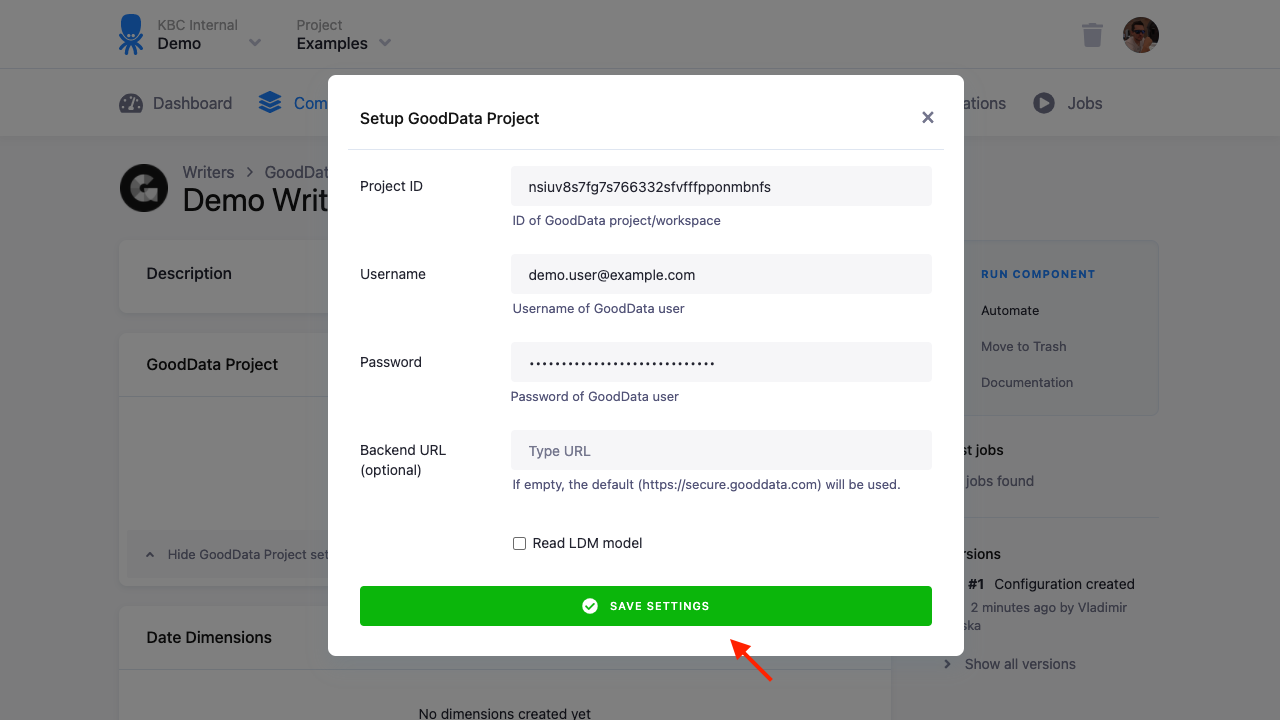 KBC Internal
Demo
Project
Examples
Dashboard
Com
ations
Jobs
Writers
GoodDat
Demo Writ
Description
GoodData Project
Hide GoodData Project set
Date Dimensions
No dimensions created yet
Setup GoodData Project
Project ID
nsiuv8s7fg7s766332sfvfffpponmbnfs
ID of GoodData project/workspace
Username
demo.user@example.com
Username of GoodData user
Password
Password of GoodData user
Backend URL
(optional)
Type URL
If empty, the default (https://secure.gooddata.com) will be used.
Read LDM model
SAVE SETTINGS
RUN COMPONENT
Automate
Move to Trash
Documentation
st jobs
jobs found
rsions
#1 Configuration created
2 minutes ago by Vladimir
ska
Show all versions